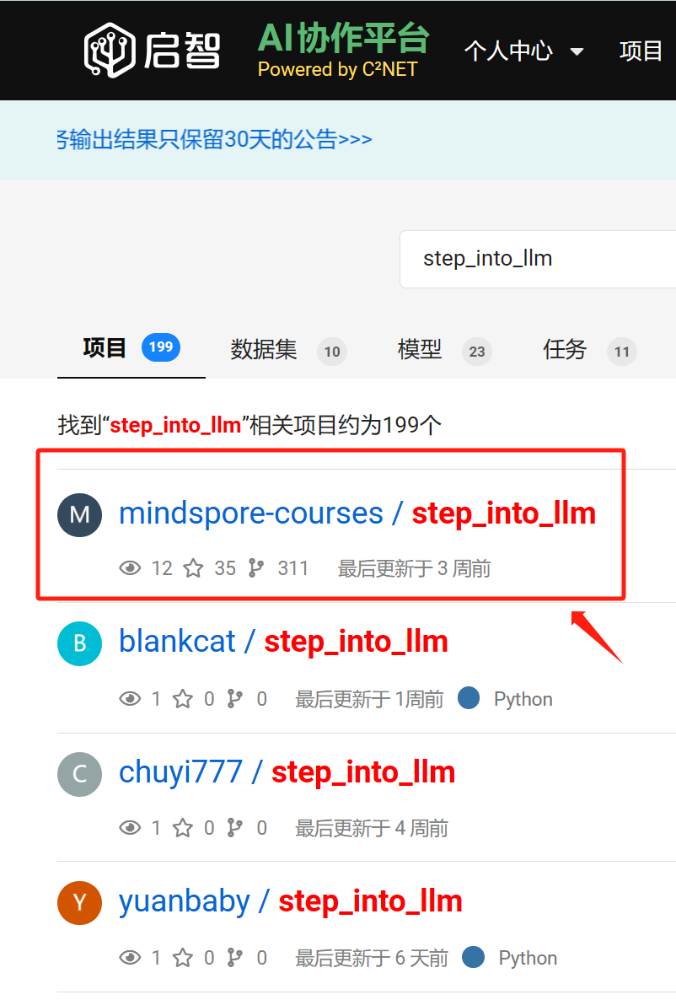 启智 AI协作平台 个人中心 项目
Powered by C²NET
务输出结果只保留30天的公告>>>
step_into_llm
项目 199 数据集 10 模型 23 任务 11
找到“step_into_llm”相关项目约为199个
M mindspore-courses / step_into_llm
12 35 311 最后更新于 3 周前
B blankcat / step_into_llm
1 0 0 最后更新于 1周前 Python
C chuyi777 / step_into_llm
1 0 0 最后更新于 4 周前
Y yuanbaby / step_into_llm
1 0 0 最后更新于 6 天前 Python